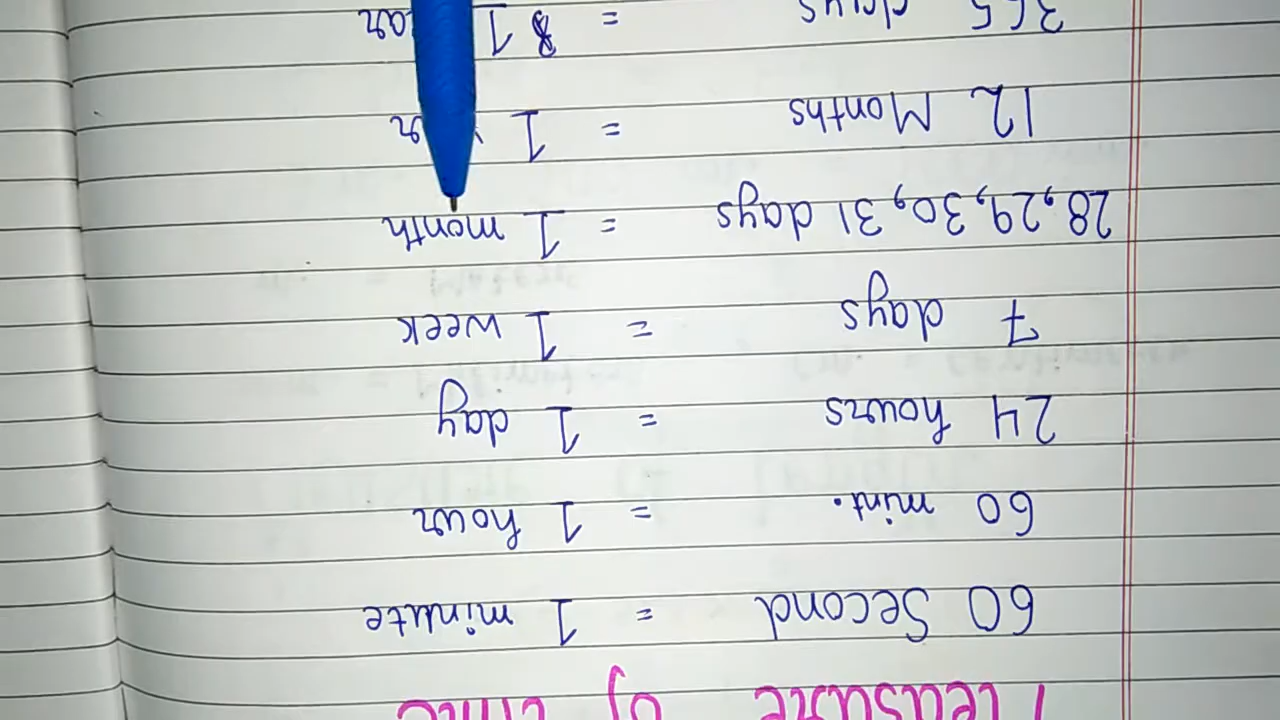 Measure of time
60 Second = 1 minute
60 mint. = 1 hour
24 hours = 1 day
7 days = 1 week
28, 29, 30, 31 days = 1 month
12 Months = 1
365 days = 1